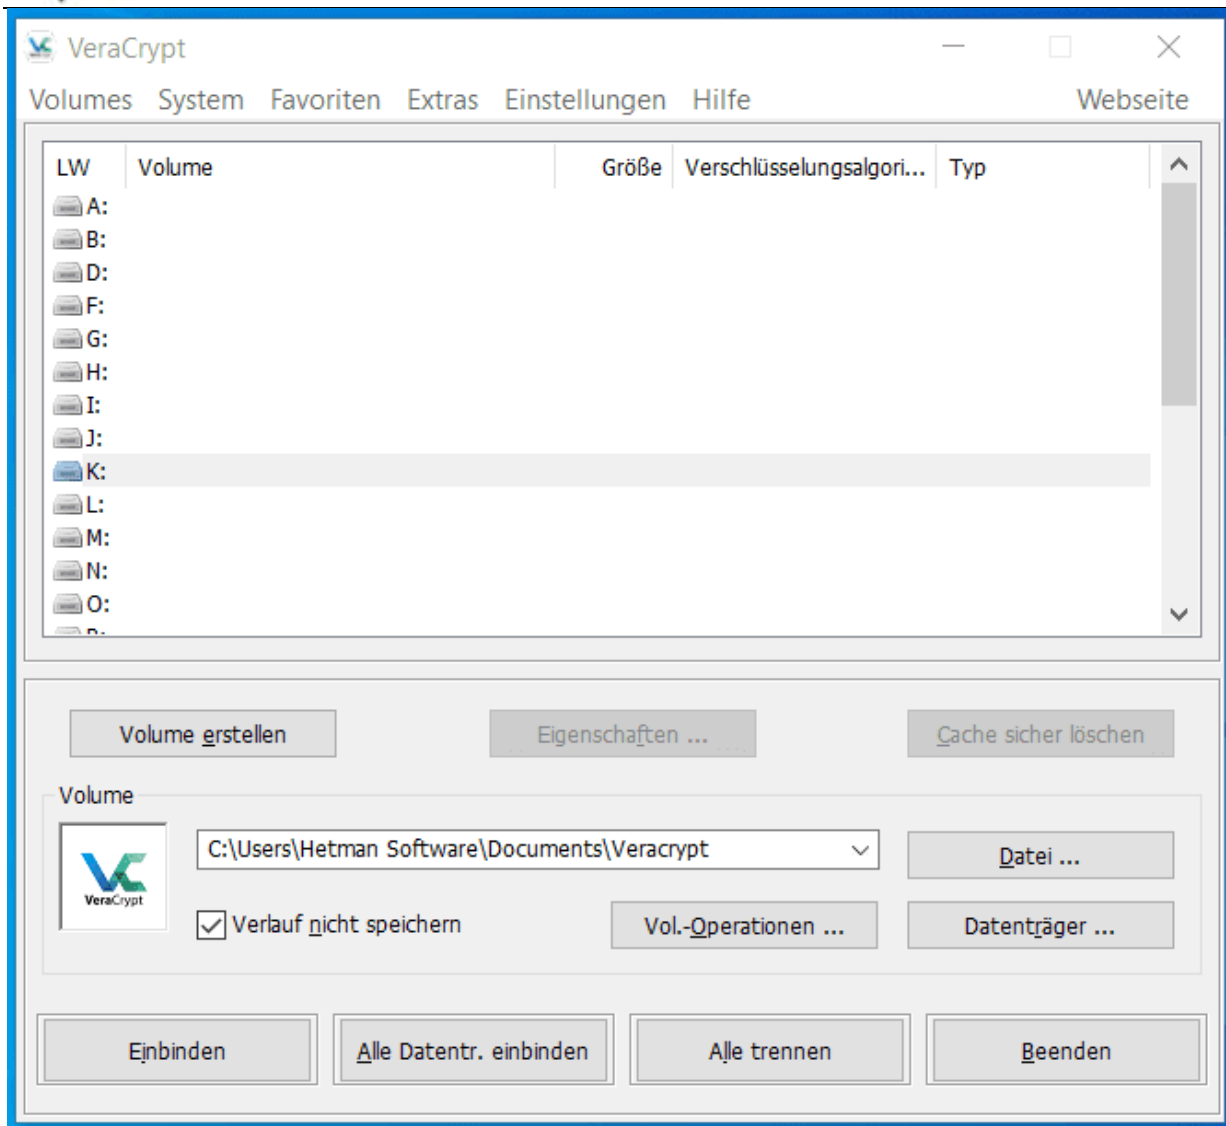 VeraCrypt
Volumes System Favoriten Extras Einstellungen Hilfe Webseite
LW Volume Größe Verschlüsselungsalgori... Typ
A:
B:
D:
F:
G:
H:
I:
J:
K:
L:
M:
N:
O:
Volume erstellen Eigenschaften ... Cache sicher löschen
Volume
VeraCrypt
C:\Users\Hetman Software\Documents\Veracrypt Datei ...
Verlauf nicht speichern Vol.-Operationen ... Datenträger ...
Einbinden Alle Datentr. einbinden Alle trennen Beenden